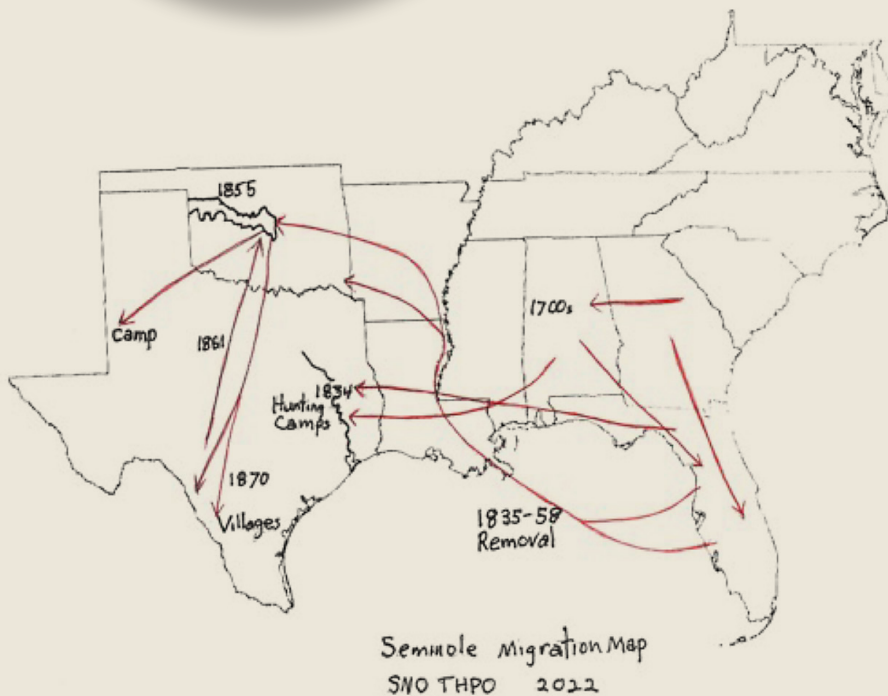 1855
1700s
Camp
1861
1834
Hunting
Camps
1870
Villages
1835-58
Removal
Seminole Migration Map
SNO THPO 2022